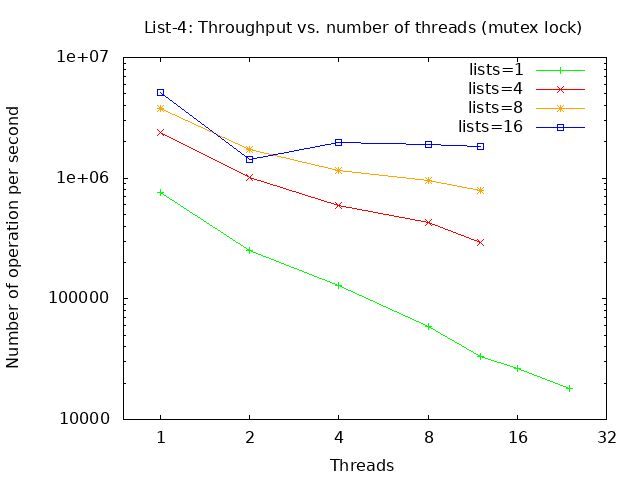 List-4: Throughput vs. number of threads (mutex lock)
1e+07
1e+06
100000
10000
Number of operation per second
lists=1
lists=4
lists=8
lists=16
1 2 4 8 16 32
Threads